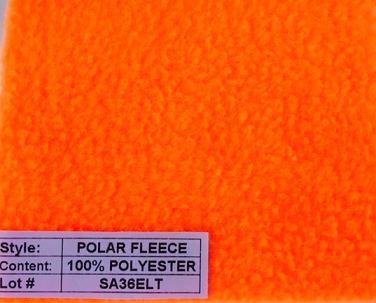 Style: POLAR FLEECE
Content: 100% POLYESTER
Lot # SA36ELT